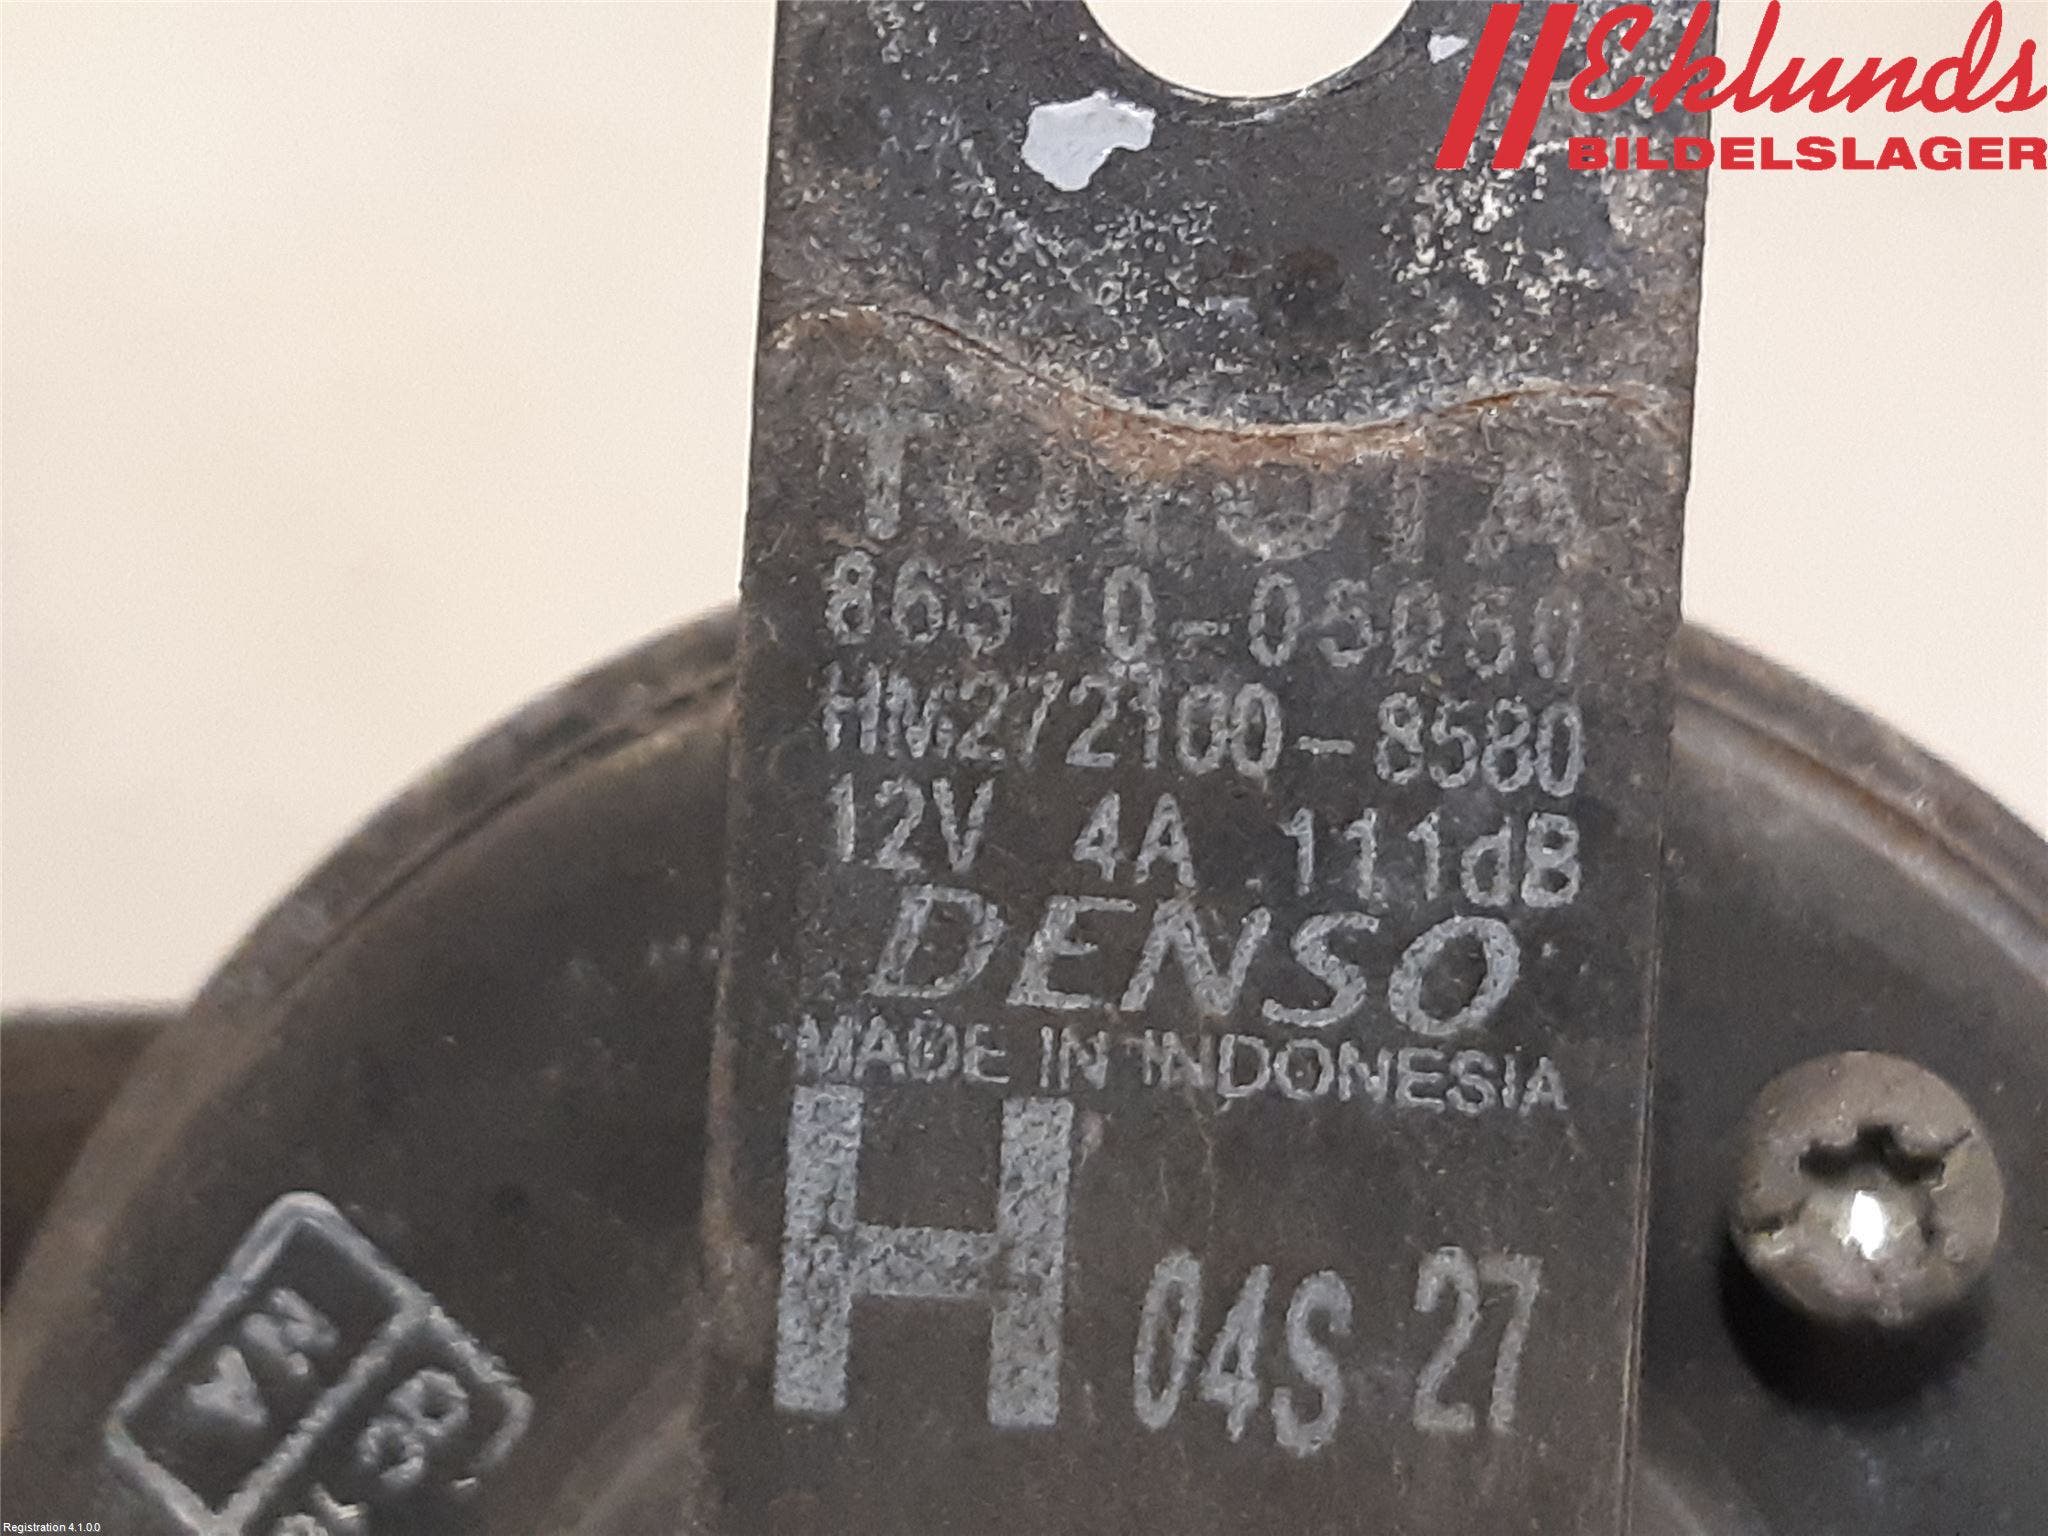 Eklunds
BILDELSLAGER
TOYOTA
86510-05050
HM272100-8580
12V 4A 111dB
DENSO
MADE IN INDONESIA
H 04S 27
Registration 4.1.0.0